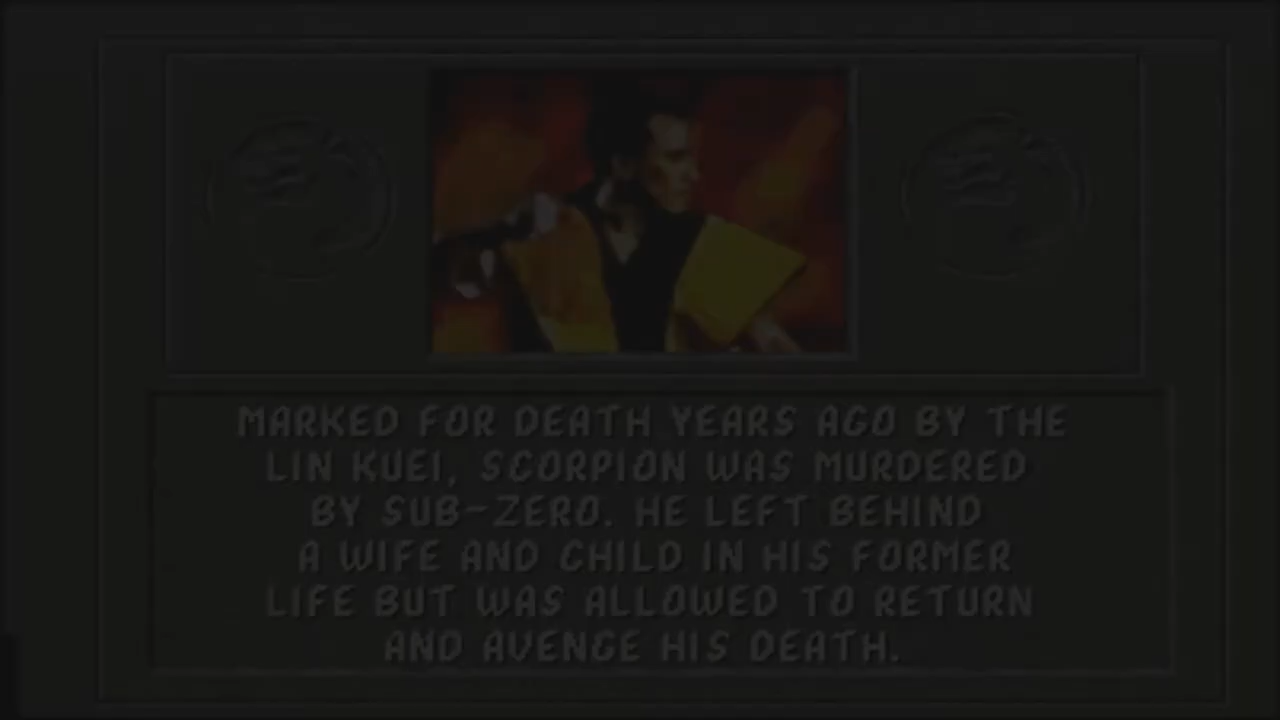 MARKED FOR DEATH YEARS AGO BY THE
LIN KUEI, SCORPION WAS MURDERED
BY SUB-ZERO. HE LEFT BEHIND
A WIFE AND CHILD IN HIS FORMER
LIFE BUT WAS ALLOWED TO RETURN
AND AVENGE HIS DEATH.